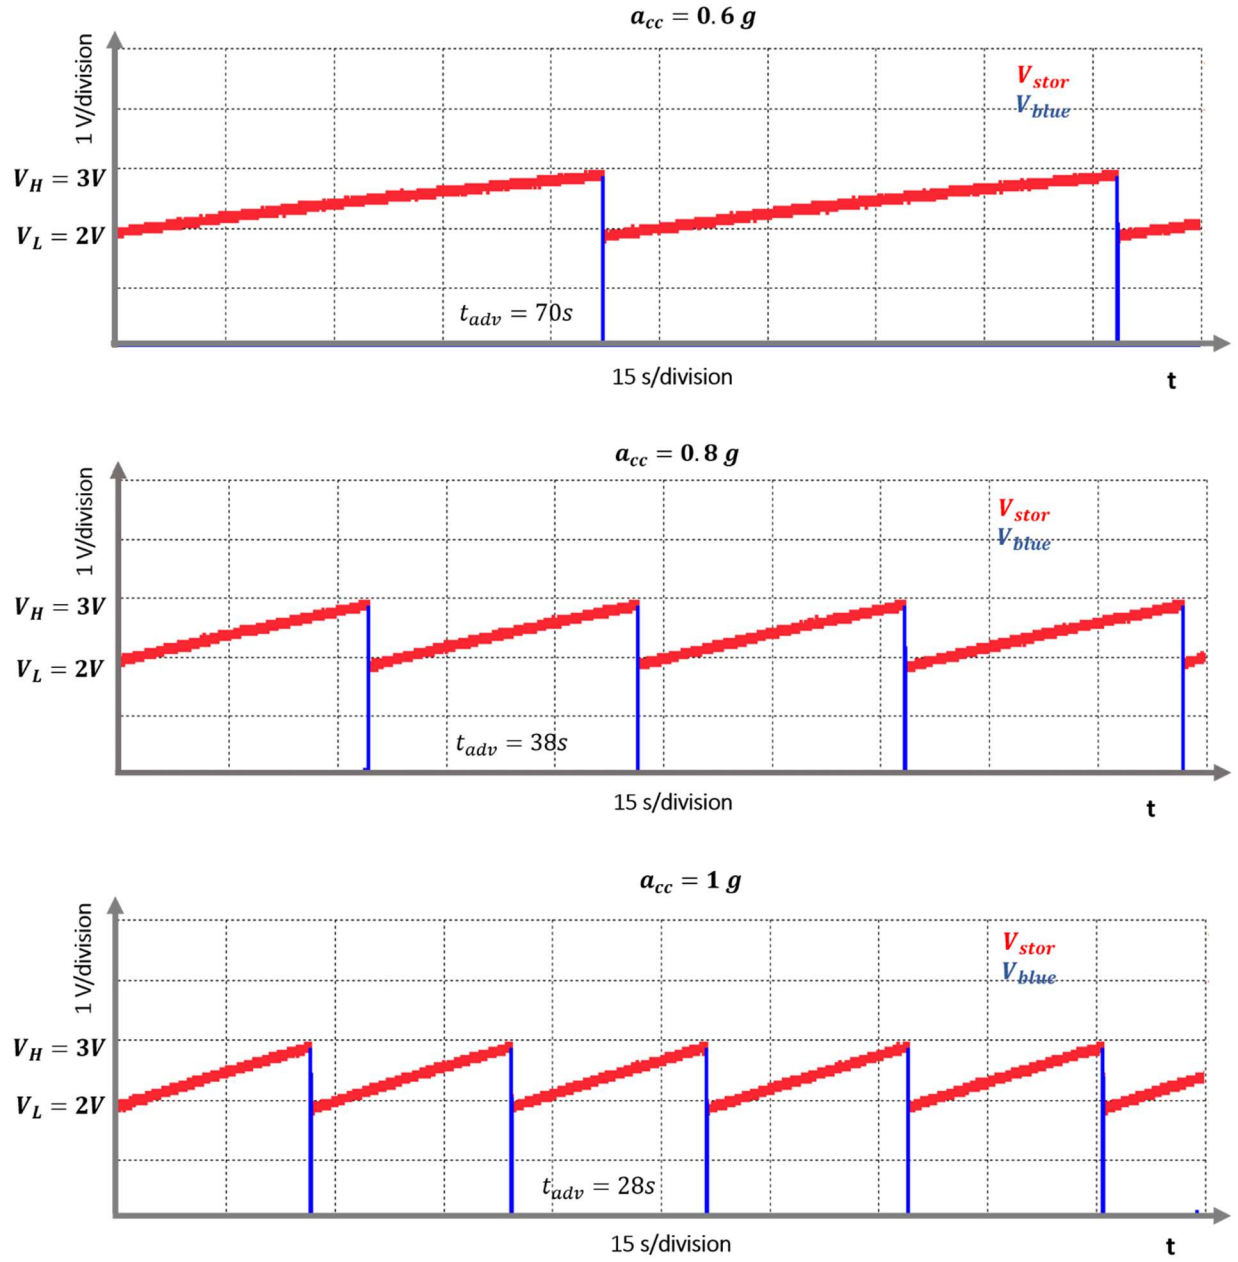 a_cc = 0.6 g
1 V/division
V_stor
V_blue
V_H = 3V
V_L = 2V
t_adv = 70s
15 s/division
t
a_cc = 0.8 g
1 V/division
V_stor
V_blue
V_H = 3V
V_L = 2V
t_adv = 38s
15 s/division
t
a_cc = 1 g
1 V/division
V_stor
V_blue
V_H = 3V
V_L = 2V
t_adv = 28s
15 s/division
t